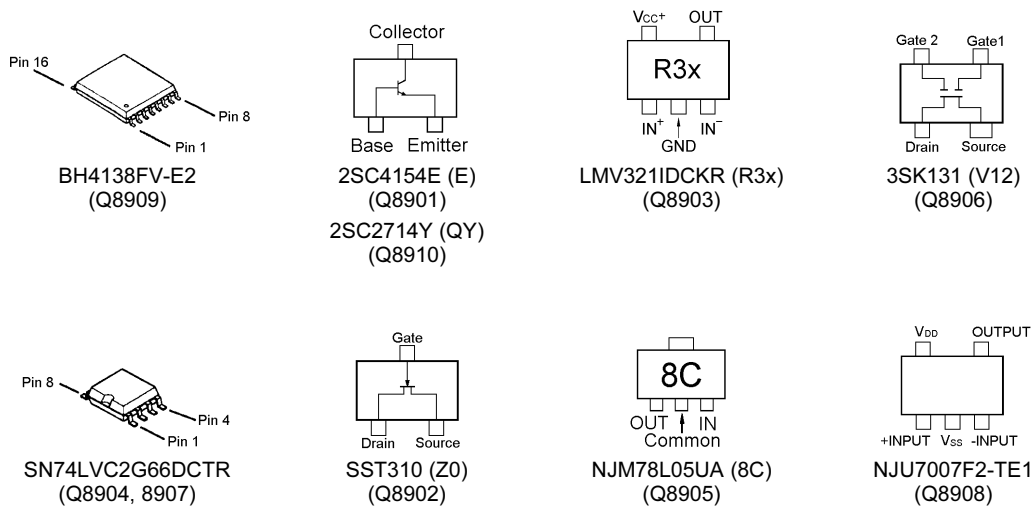 Pin 16
Pin 8
Pin 1
BH4138FV-E2
(Q8909)
Collector
Base Emitter
2SC4154E (E)
(Q8901)
2SC2714Y (QY)
(Q8910)
VCC+ OUT
R3x
IN+ IN−
GND
LMV321IDCKR (R3x)
(Q8903)
Gate 2 Gate1
Drain Source
3SK131 (V12)
(Q8906)
Pin 8
Pin 4
Pin 1
SN74LVC2G66DCTR
(Q8904, 8907)
Gate
Drain Source
SST310 (Z0)
(Q8902)
8C
OUT IN
Common
NJM78L05UA (8C)
(Q8905)
VDD OUTPUT
+INPUT VSS -INPUT
NJU7007F2-TE1
(Q8908)